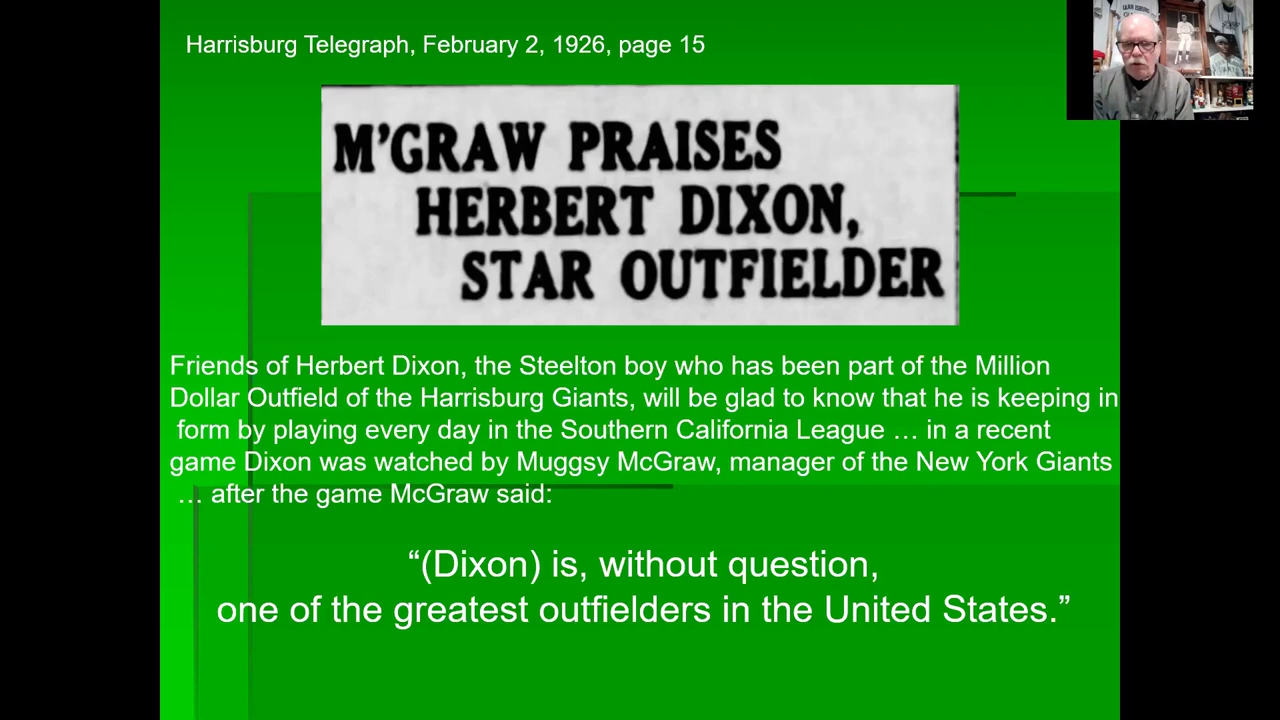 Harrisburg Telegraph, February 2, 1926, page 15
M'GRAW PRAISES
HERBERT DIXON,
STAR OUTFIELDER
Friends of Herbert Dixon, the Steelton boy who has been part of the Million
Dollar Outfield of the Harrisburg Giants, will be glad to know that he is keeping in
form by playing every day in the Southern California League … in a recent
game Dixon was watched by Muggsy McGraw, manager of the New York Giants
… after the game McGraw said:
“(Dixon) is, without question,
one of the greatest outfielders in the United States.”